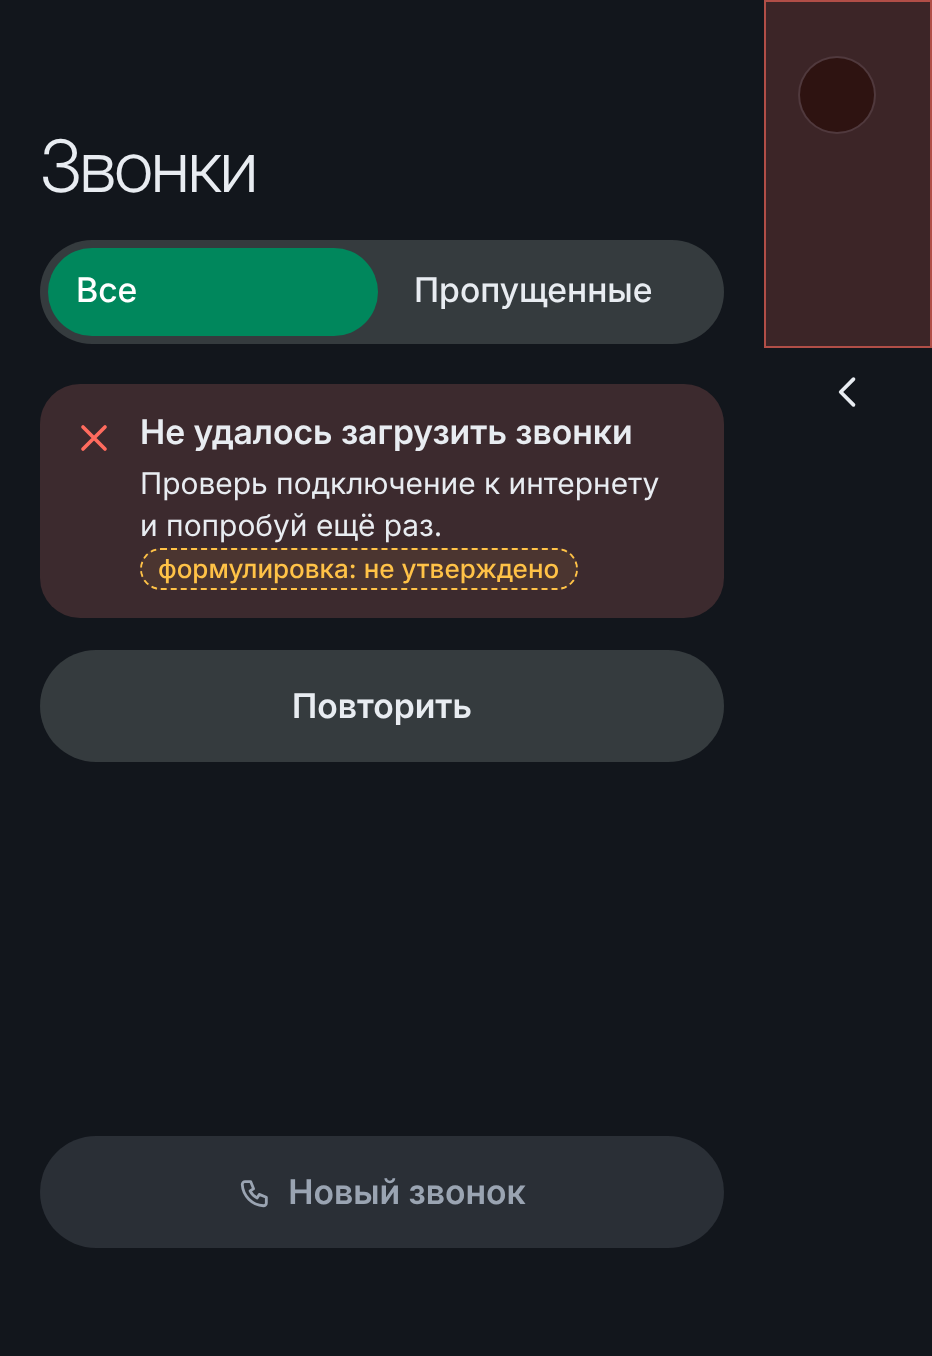 Звонки
Все
Пропущенные
Не удалось загрузить звонки
Проверь подключение к интернету
и попробуй ещё раз.
формулировка: не утверждено
Повторить
Новый звонок